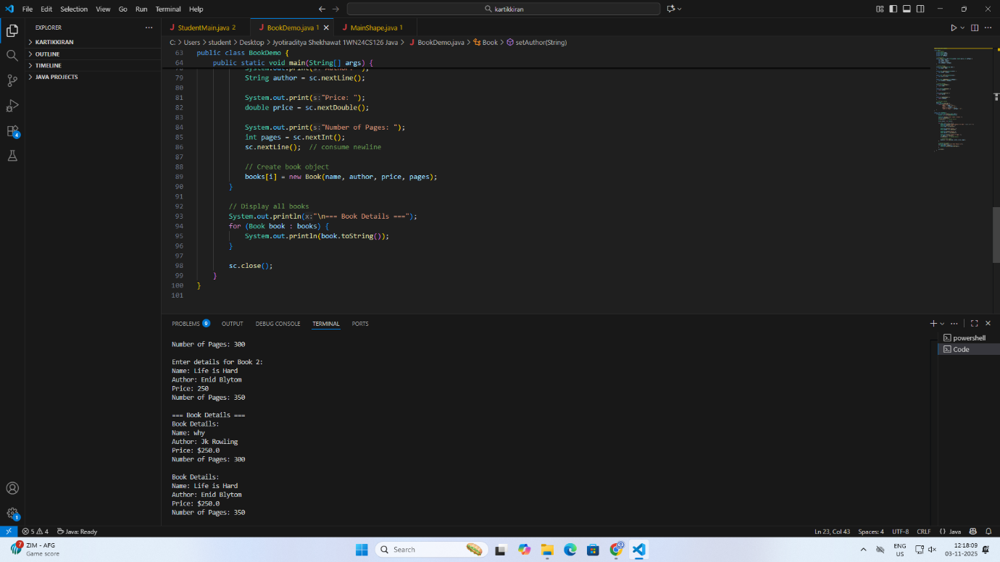 File Edit Selection View Go Run Terminal Help
kartikkiran
EXPLORER
KARTIKKIRAN
OUTLINE
TIMELINE
JAVA PROJECTS
StudentMain.java 2 BookDemo.java 1 MainShape.java 1
C: > Users > student > Desktop > Jyotiraditya Shekhawat 1WN24CS126 Java > BookDemo.java > Book > setAuthor(String)
63 public class BookDemo {
64 public static void main(String[] args) {
78 System.out.print(s:"Author: ");
79 String author = sc.nextLine();
80
81 System.out.print(s:"Price: ");
82 double price = sc.nextDouble();
83
84 System.out.print(s:"Number of Pages: ");
85 int pages = sc.nextInt();
86 sc.nextLine(); // consume newline
87
88 // Create book object
89 books[i] = new Book(name, author, price, pages);
90 }
91
92 // Display all books
93 System.out.println(x:"\n=== Book Details ===");
94 for (Book book : books) {
95 System.out.println(book.toString());
96 }
97
98 sc.close();
99 }
100 }
101
PROBLEMS 9 OUTPUT DEBUG CONSOLE TERMINAL PORTS
powershell
Code
Number of Pages: 300
Enter details for Book 2:
Name: Life is Hard
Author: Enid Blytom
Price: 250
Number of Pages: 350
=== Book Details ===
Book Details:
Name: why
Author: Jk Rowling
Price: $250.0
Number of Pages: 300
Book Details:
Name: Life is Hard
Author: Enid Blytom
Price: $250.0
Number of Pages: 350
4
1
5 4 Java: Ready
Ln 23, Col 43 Spaces: 4 UTF-8 CRLF {} Java
7
ZIM - AFG
Game score
Search
ENG
US
12:18:09
03-11-2025